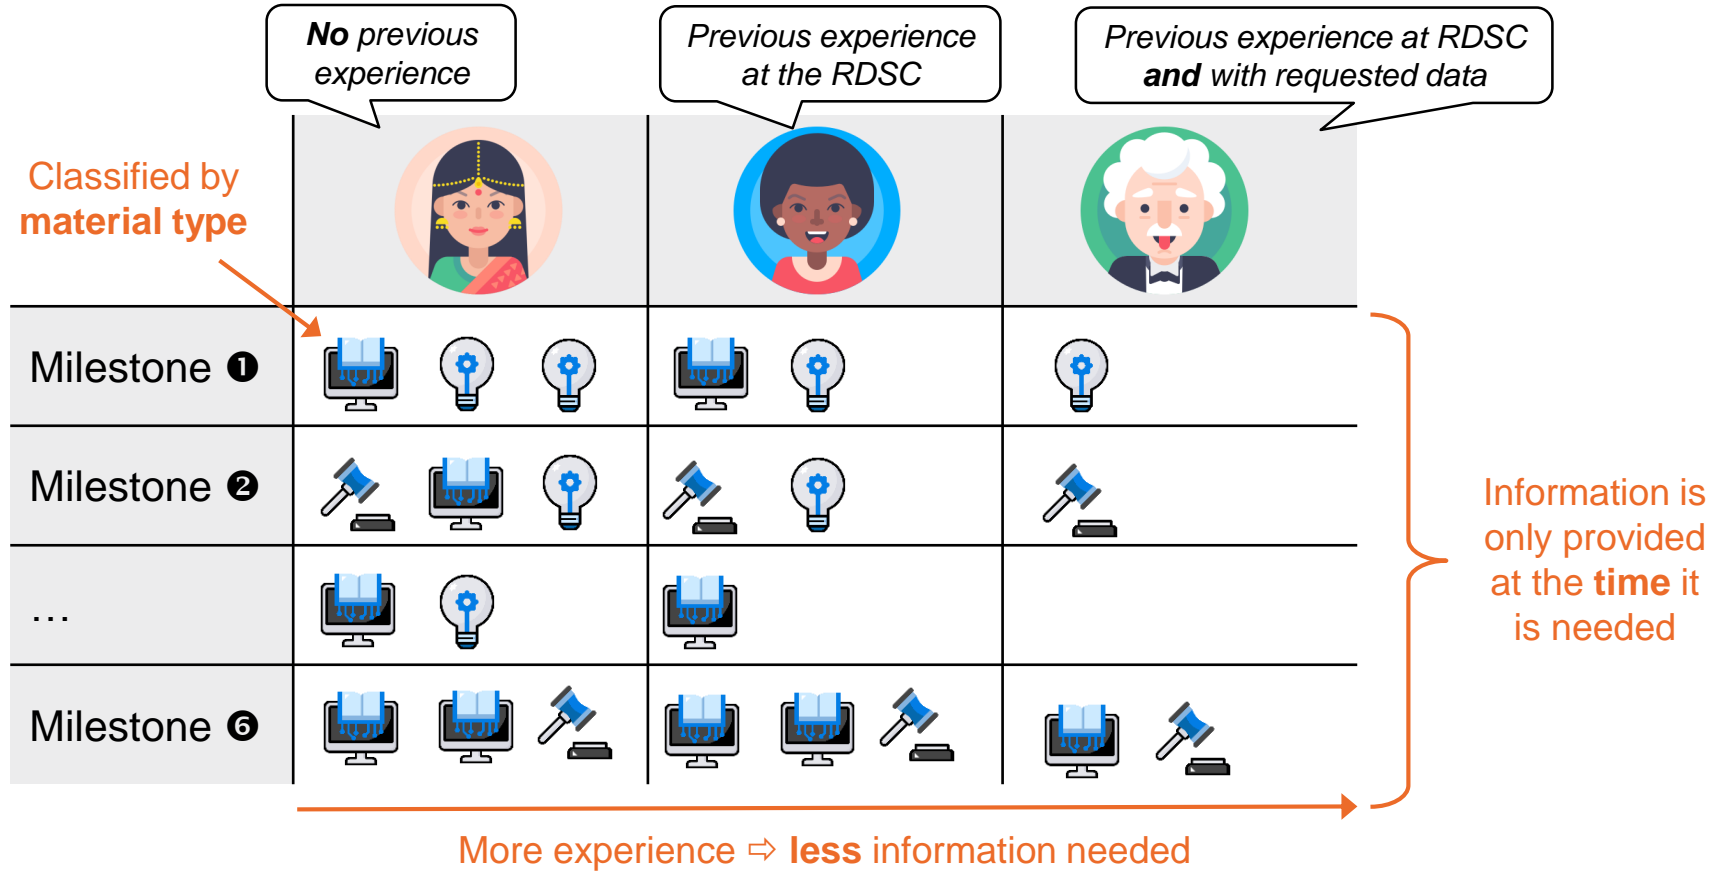 No previous
experience
Previous experience
at the RDSC
Previous experience at RDSC
and with requested data
Classified by
material type
Milestone ❶
Milestone ❷
…
Milestone ❻
Information is
only provided
at the time it
is needed
More experience ⇨ less information needed